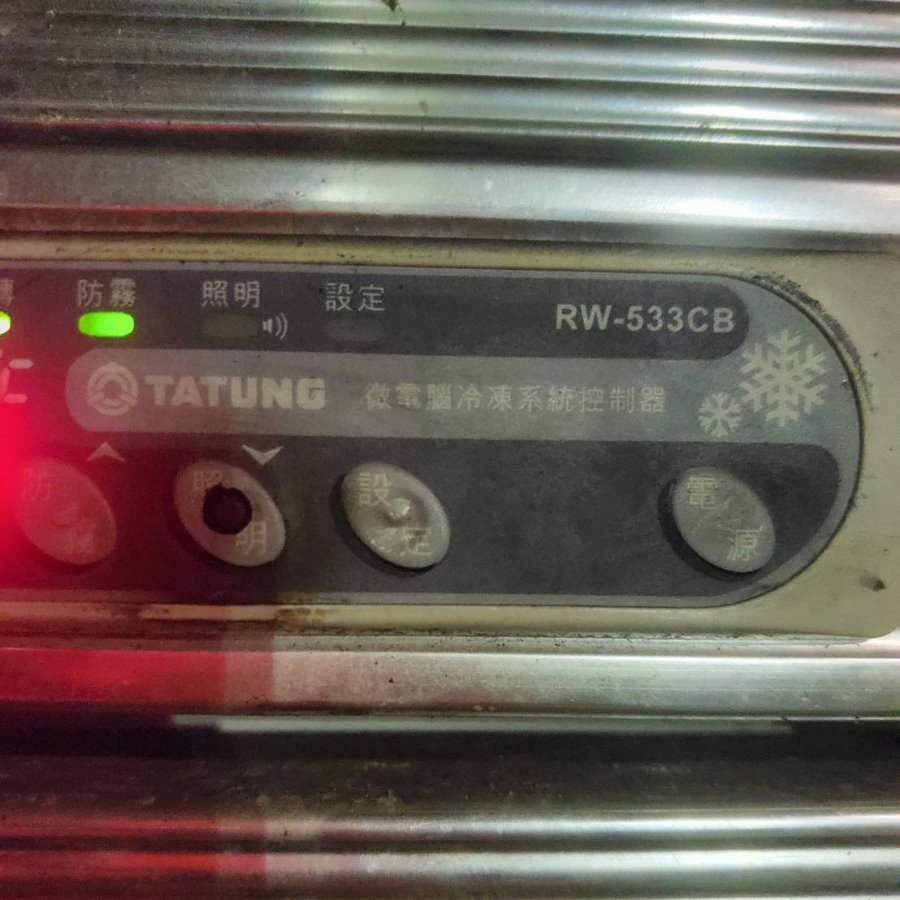 防霧 照明 設定 RW-533CB
TATUNG 微電腦冷凍系統控制器
防 照明 設定 電源